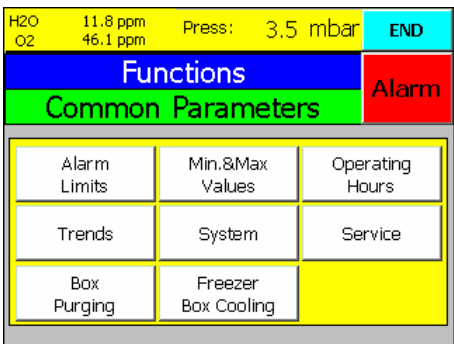 H2O 11.8 ppm Press: 3.5 mbar END
O2 46.1 ppm
Functions
Alarm
Common Parameters
Alarm Limits
Min.&Max Values
Operating Hours
Trends
System
Service
Box Purging
Freezer Box Cooling